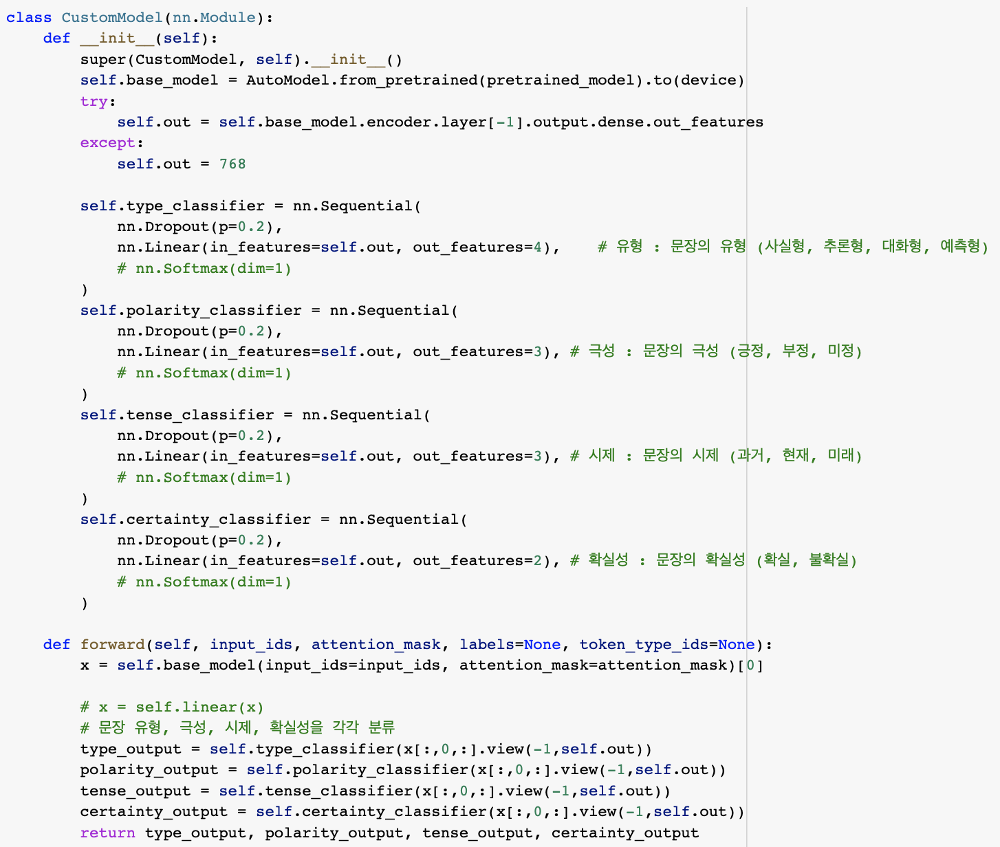 class CustomModel(nn.Module):
    def __init__(self):
        super(CustomModel, self).__init__()
        self.base_model = AutoModel.from_pretrained(pretrained_model).to(device)
        try:
            self.out = self.base_model.encoder.layer[-1].output.dense.out_features
        except:
            self.out = 768

        self.type_classifier = nn.Sequential(
            nn.Dropout(p=0.2),
            nn.Linear(in_features=self.out, out_features=4),    # 유형 : 문장의 유형 (사실형, 추론형, 대화형, 예측형)
            # nn.Softmax(dim=1)
        )
        self.polarity_classifier = nn.Sequential(
            nn.Dropout(p=0.2),
            nn.Linear(in_features=self.out, out_features=3), # 극성 : 문장의 극성 (긍정, 부정, 미정)
            # nn.Softmax(dim=1)
        )
        self.tense_classifier = nn.Sequential(
            nn.Dropout(p=0.2),
            nn.Linear(in_features=self.out, out_features=3), # 시제 : 문장의 시제 (과거, 현재, 미래)
            # nn.Softmax(dim=1)
        )
        self.certainty_classifier = nn.Sequential(
            nn.Dropout(p=0.2),
            nn.Linear(in_features=self.out, out_features=2), # 확실성 : 문장의 확실성 (확실, 불확실)
            # nn.Softmax(dim=1)
        )

    def forward(self, input_ids, attention_mask, labels=None, token_type_ids=None):
        x = self.base_model(input_ids=input_ids, attention_mask=attention_mask)[0]

        # x = self.linear(x)
        # 문장 유형, 극성, 시제, 확실성을 각각 분류
        type_output = self.type_classifier(x[:,0,:].view(-1,self.out))
        polarity_output = self.polarity_classifier(x[:,0,:].view(-1,self.out))
        tense_output = self.tense_classifier(x[:,0,:].view(-1,self.out))
        certainty_output = self.certainty_classifier(x[:,0,:].view(-1,self.out))
        return type_output, polarity_output, tense_output, certainty_output